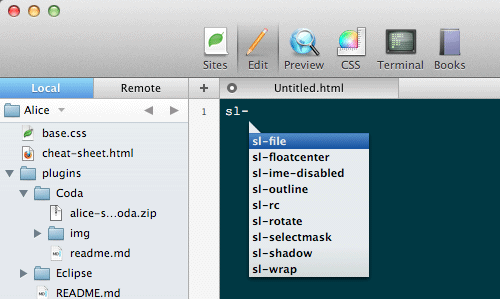 Sites
Edit
Preview
CSS
Terminal
Books
Local
Remote
+
Untitled.html
Alice
base.css
cheat-sheet.html
plugins
Coda
alice-s...oda.zip
img
readme.md
Eclipse
README.md
1
sl-
sl-file
sl-floatcenter
sl-ime-disabled
sl-outline
sl-rc
sl-rotate
sl-selectmask
sl-shadow
sl-wrap